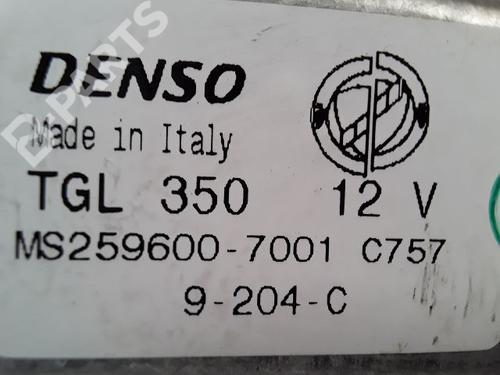 B-PARTS
DENSO
Made in Italy
TGL 350 12 V
MS259600-7001 C757
9-204-C